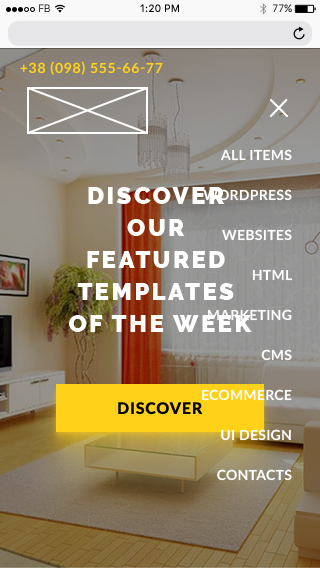 FB 1:20 PM 77%
+38 (098) 555-66-77
ALL ITEMS
WORDPRESS
WEBSITES
HTML
MARKETING
CMS
ECOMMERCE
UI DESIGN
CONTACTS
DISCOVER
OUR
FEATURED
TEMPLATES
OF THE WEEK
DISCOVER